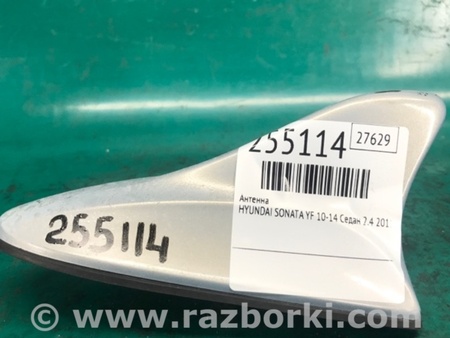 255114
27629
Антенна
HYUNDAI SONATA YF 10-14 Седан 2.4 201
255114
www.razborki.com